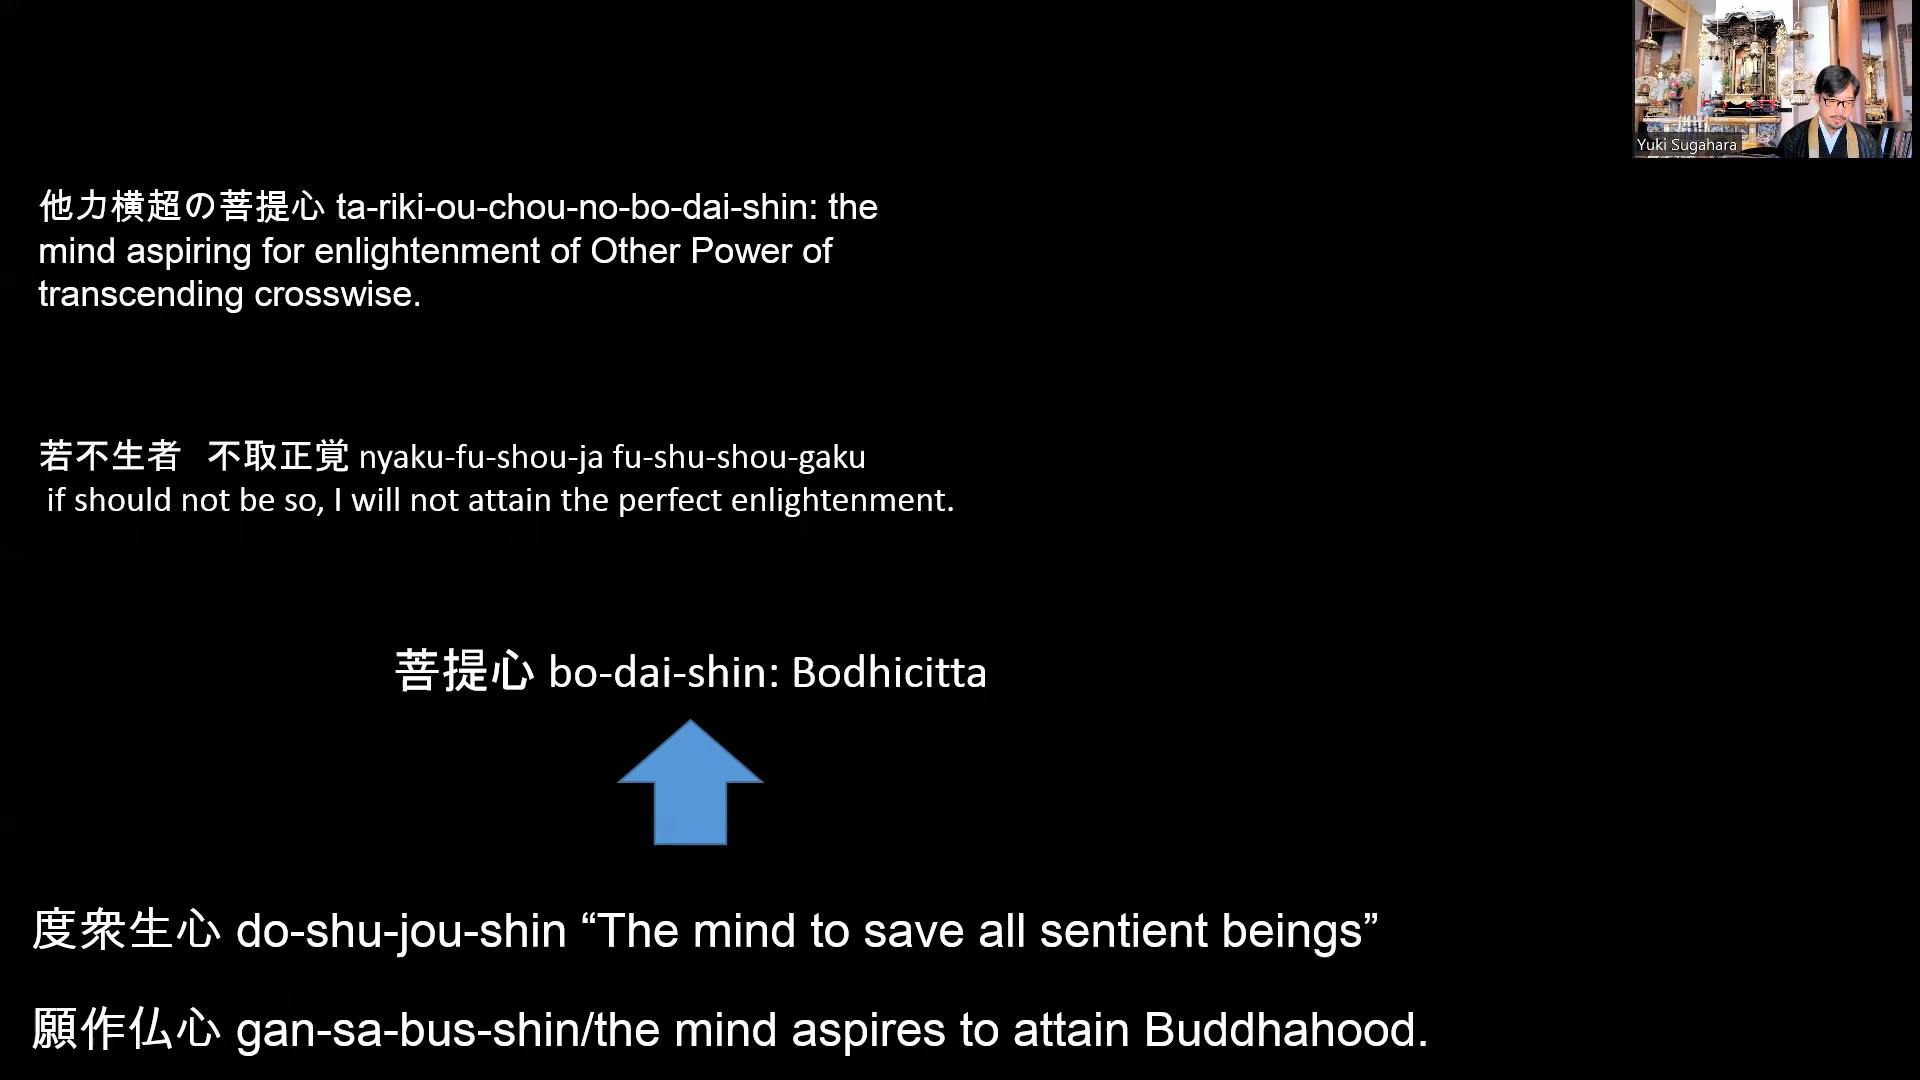 Yuki Sugahara
他力横超の菩提心 ta-riki-ou-chou-no-bo-dai-shin: the
mind aspiring for enlightenment of Other Power of
transcending crosswise.
若不生者　不取正覚 nyaku-fu-shou-ja fu-shu-shou-gaku
if should not be so, I will not attain the perfect enlightenment.
菩提心 bo-dai-shin: Bodhicitta
度衆生心 do-shu-jou-shin “The mind to save all sentient beings”
願作仏心 gan-sa-bus-shin/the mind aspires to attain Buddhahood.